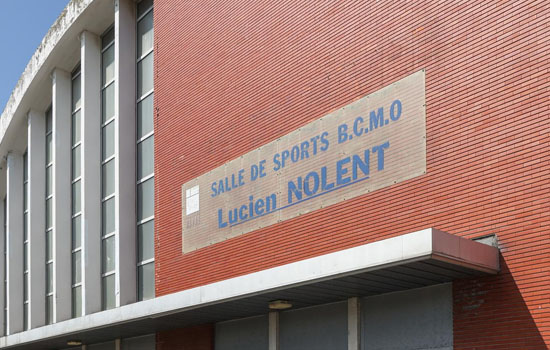 SALLE DE SPORTS B.C.M.O
Lucien NOLENT